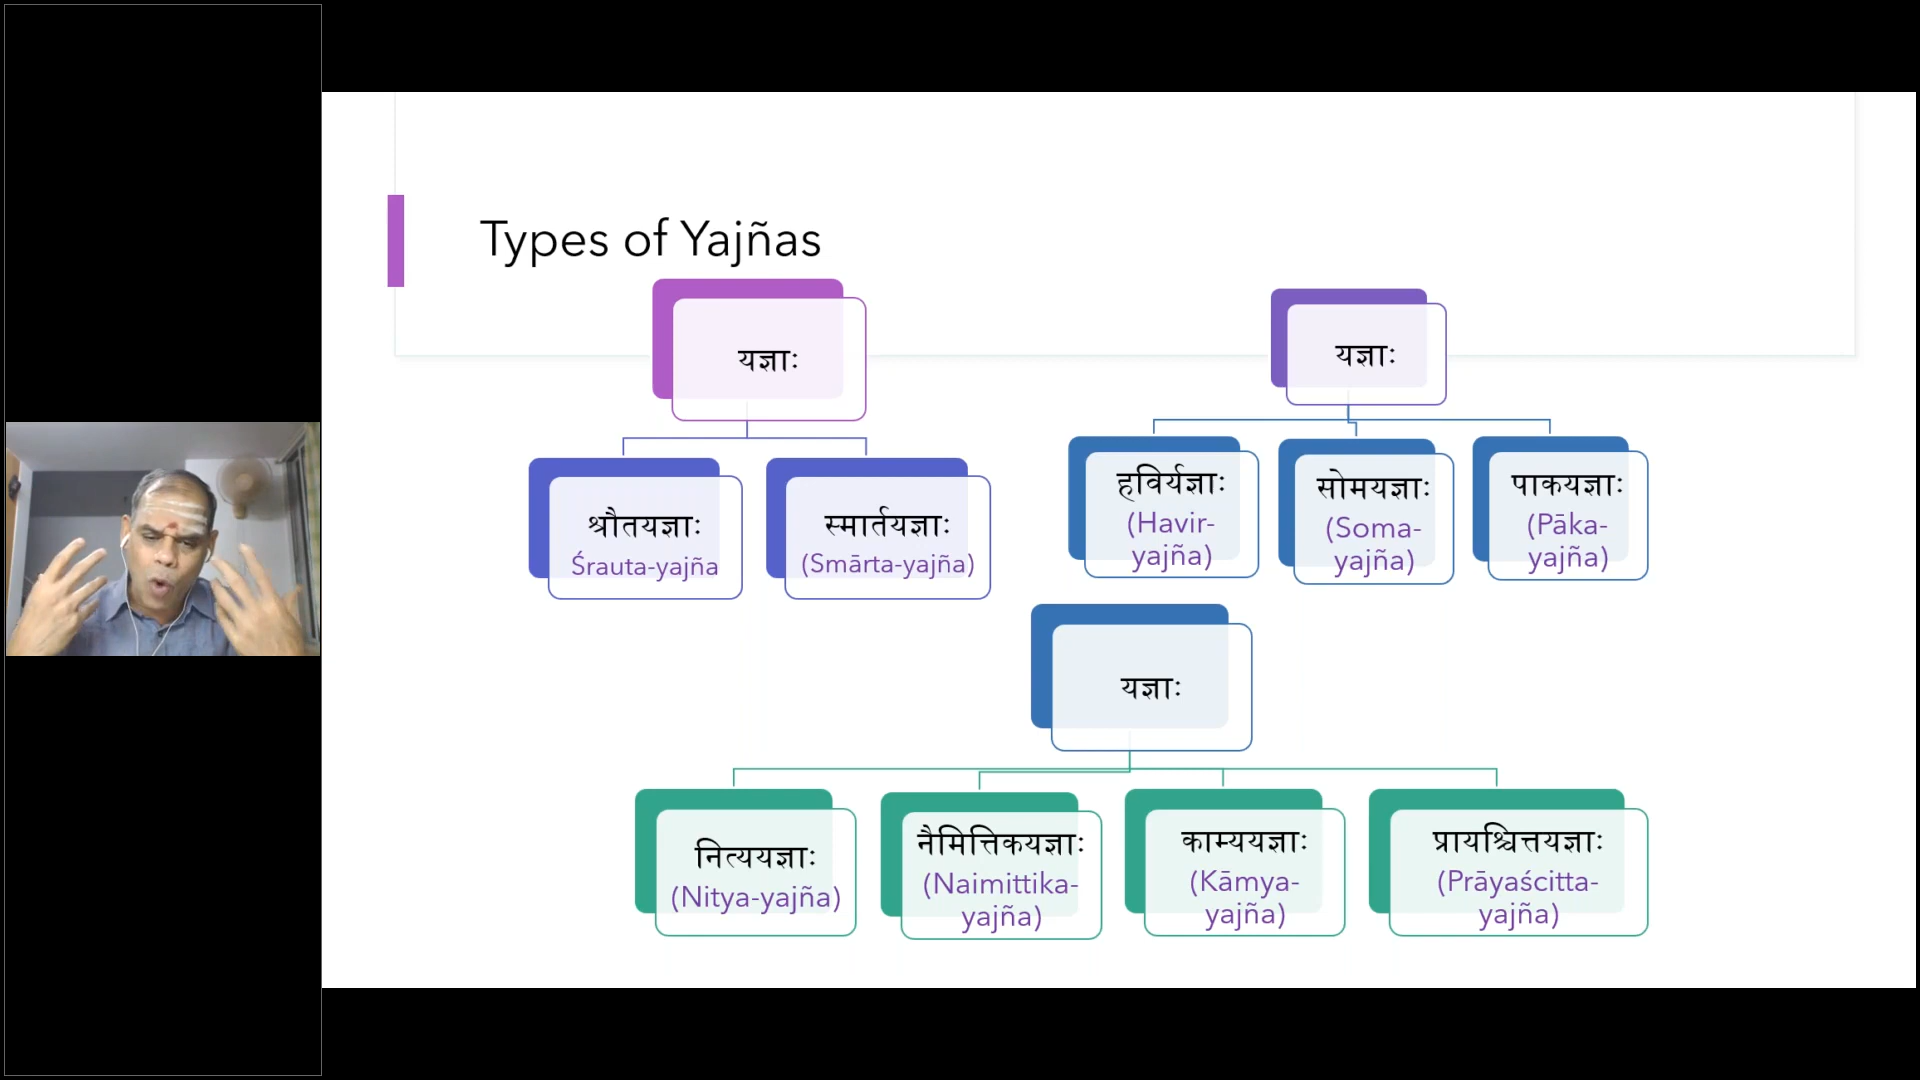 Types of Yajñas
यज्ञाः
श्रौतयज्ञाः
Śrauta-yajña
स्मार्तयज्ञाः
(Smārta-yajña)
यज्ञाः
हविर्यज्ञाः
(Havir-
yajña)
सोमयज्ञाः
(Soma-
yajña)
पाकयज्ञाः
(Pāka-
yajña)
यज्ञाः
नित्ययज्ञाः
(Nitya-yajña)
नैमित्तिकयज्ञाः
(Naimittika-
yajña)
काम्ययज्ञाः
(Kāmya-
yajña)
प्रायश्चित्तयज्ञाः
(Prāyaścitta-
yajña)